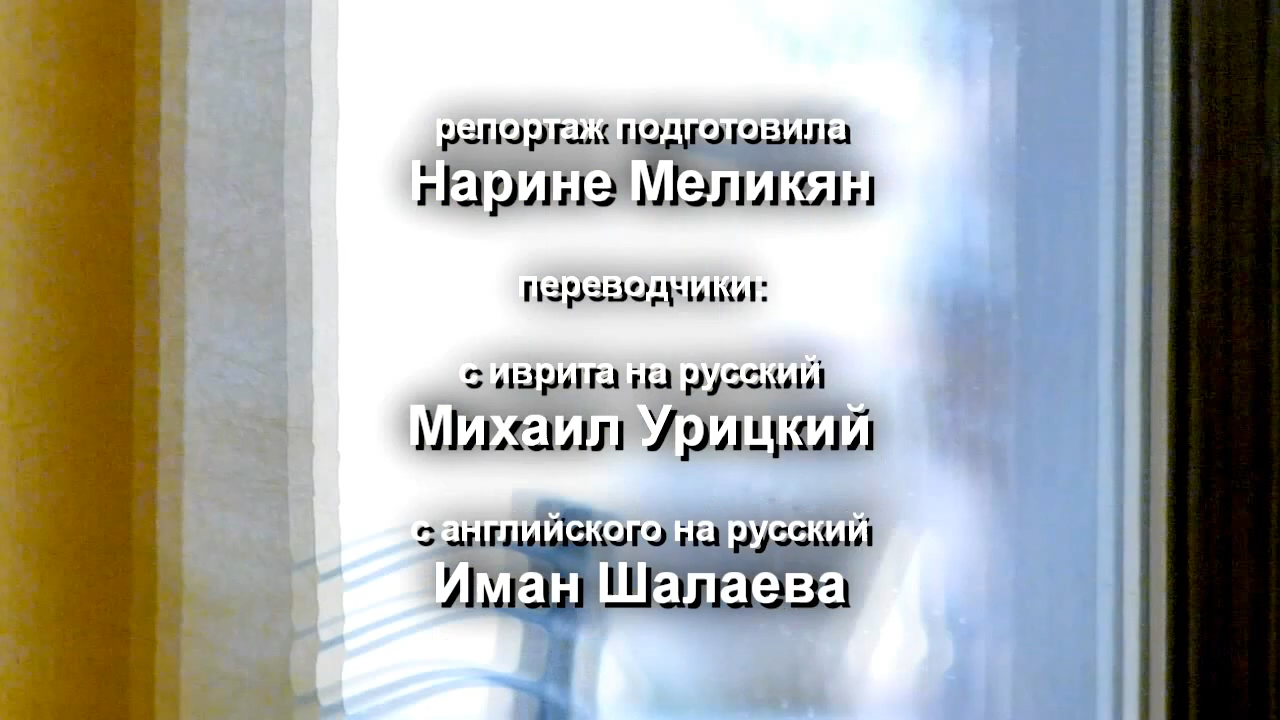 репортаж подготовила
Нарине Меликян
переводчики:
с иврита на русский
Михаил Урицкий
с английского на русский
Иман Шалаева